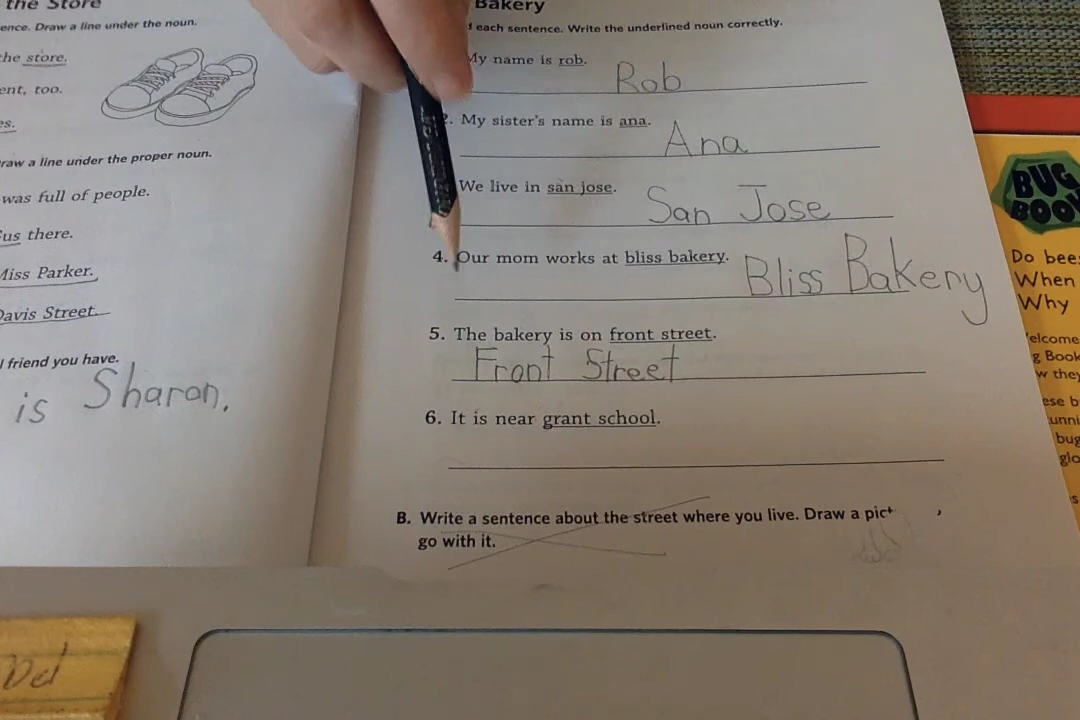 the Store
ence. Draw a line under the noun.
the store.
ent, too.
es.
raw a line under the proper noun.
was full of people.
Gus there.
Miss Parker.
Davis Street.
l friend you have.
is Sharon.
Bakery
each sentence. Write the underlined noun correctly.
My name is rob.
Rob
2. My sister's name is ana.
Ana
We live in san jose.
San Jose
4. Our mom works at bliss bakery.
Bliss Bakery
5. The bakery is on front street.
Front Street
6. It is near grant school.
B. Write a sentence about the street where you live. Draw a pict
go with it.
BUG
BOO
Do bee
When
Why
elcome
g Book
w they
ese b
unni
bug
glo